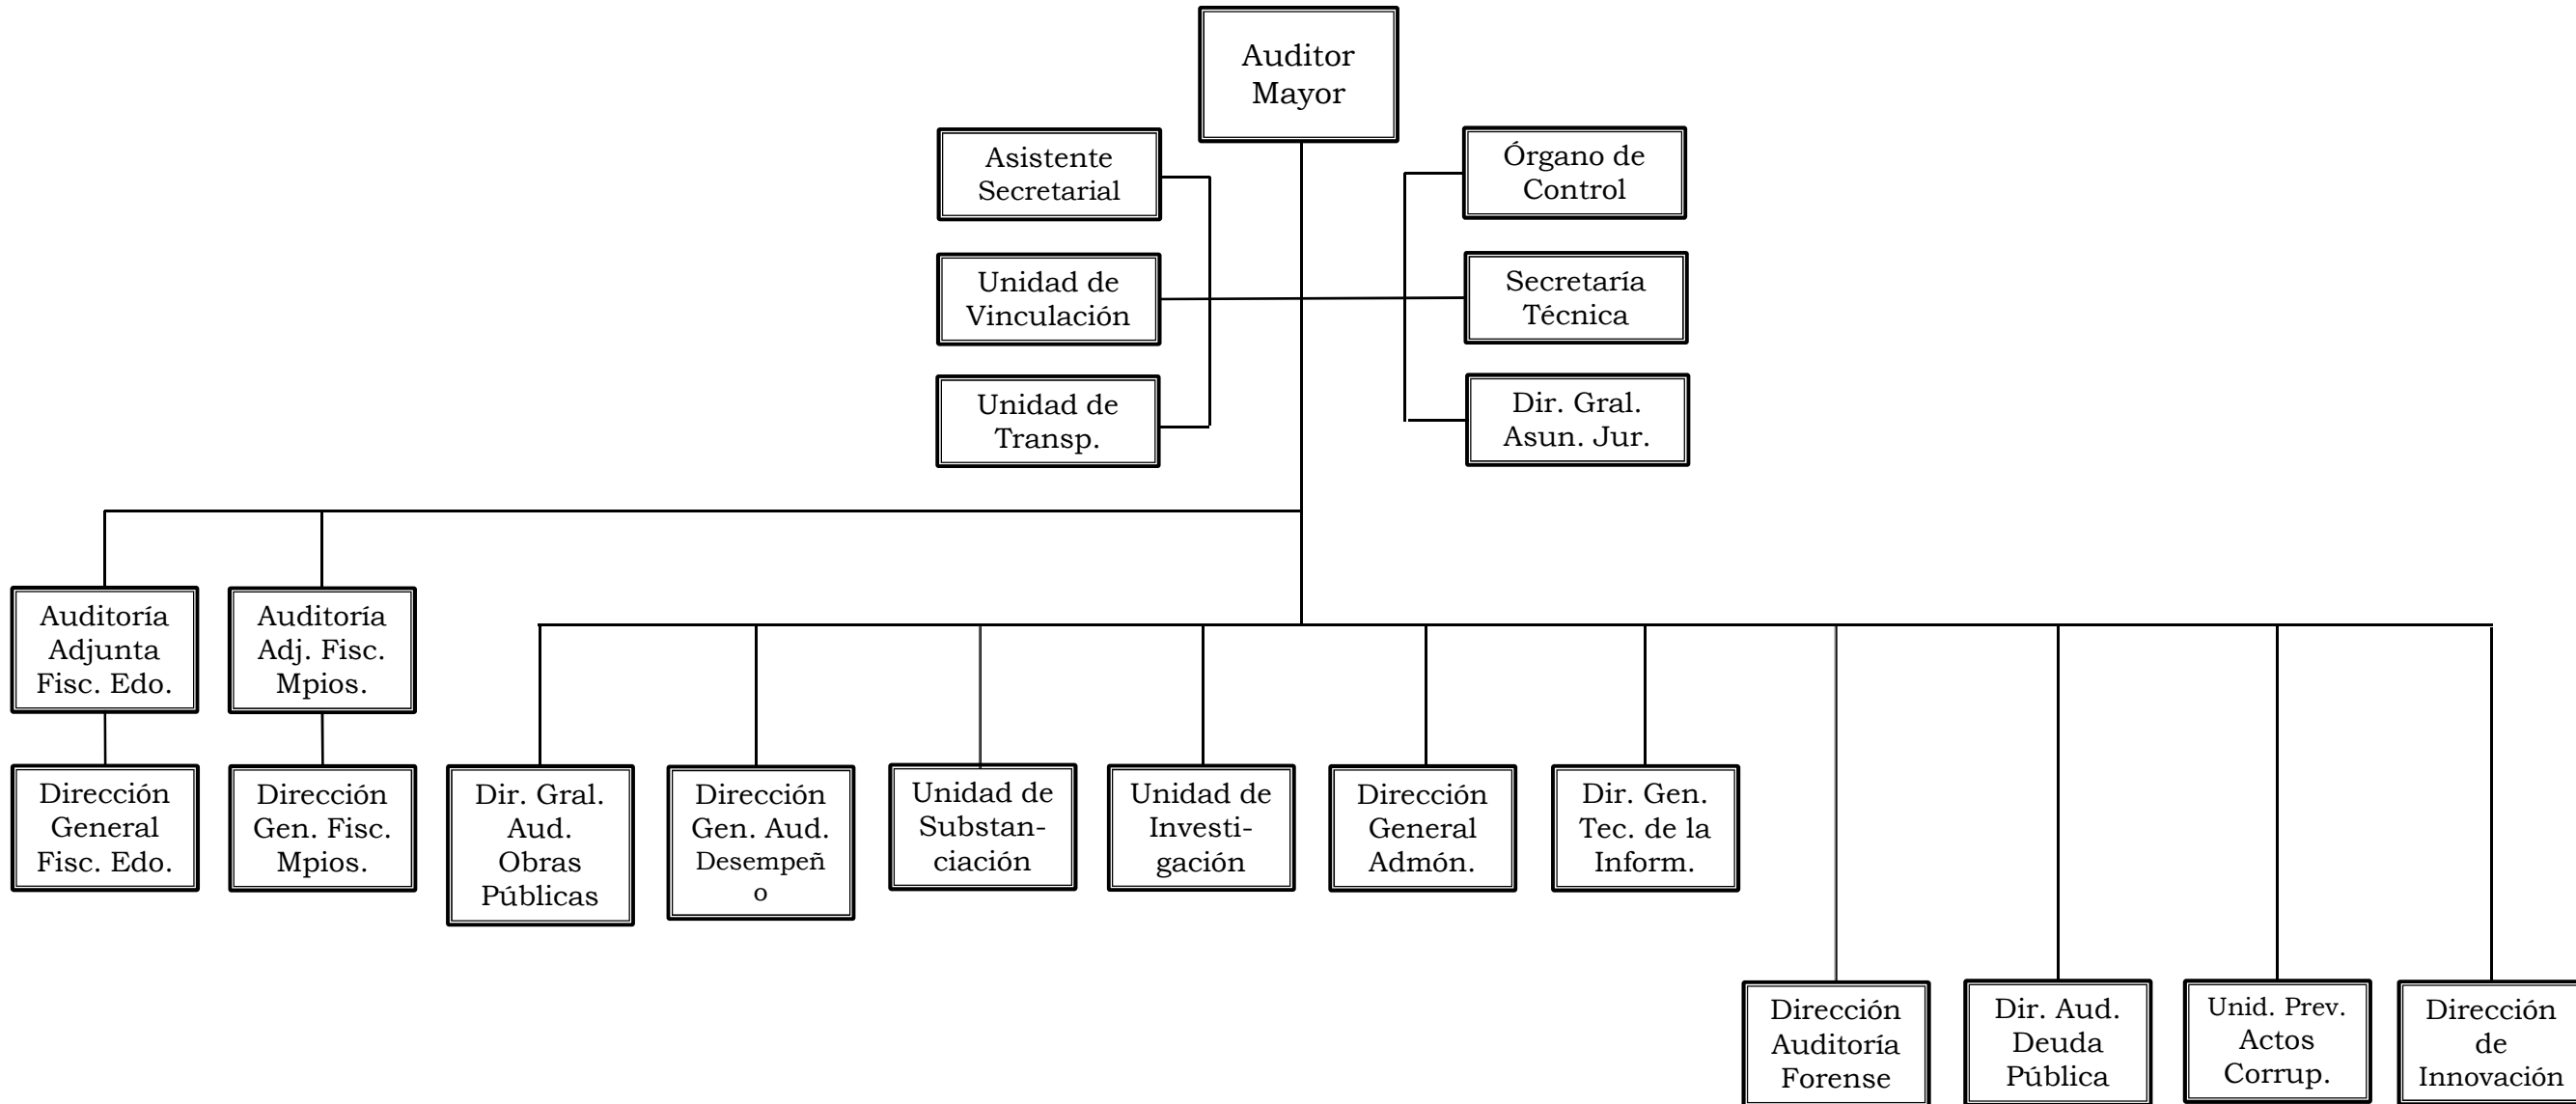 Auditor
Mayor
Asistente
Secretarial
Órgano de
Control
Unidad de
Vinculación
Secretaría
Técnica
Unidad de
Transp.
Dir. Gral.
Asun. Jur.
Auditoría
Adjunta
Fisc. Edo.
Auditoría
Adj. Fisc.
Mpios.
Dirección
General
Fisc. Edo.
Dirección
Gen. Fisc.
Mpios.
Dir. Gral.
Aud.
Obras
Públicas
Dirección
Gen. Aud.
Desempeñ
o
Unidad de
Substan-
ciación
Unidad de
Investi-
gación
Dirección
General
Admón.
Dir. Gen.
Tec. de la
Inform.
Dirección
Auditoría
Forense
Dir. Aud.
Deuda
Pública
Unid. Prev.
Actos
Corrup.
Dirección
de
Innovación